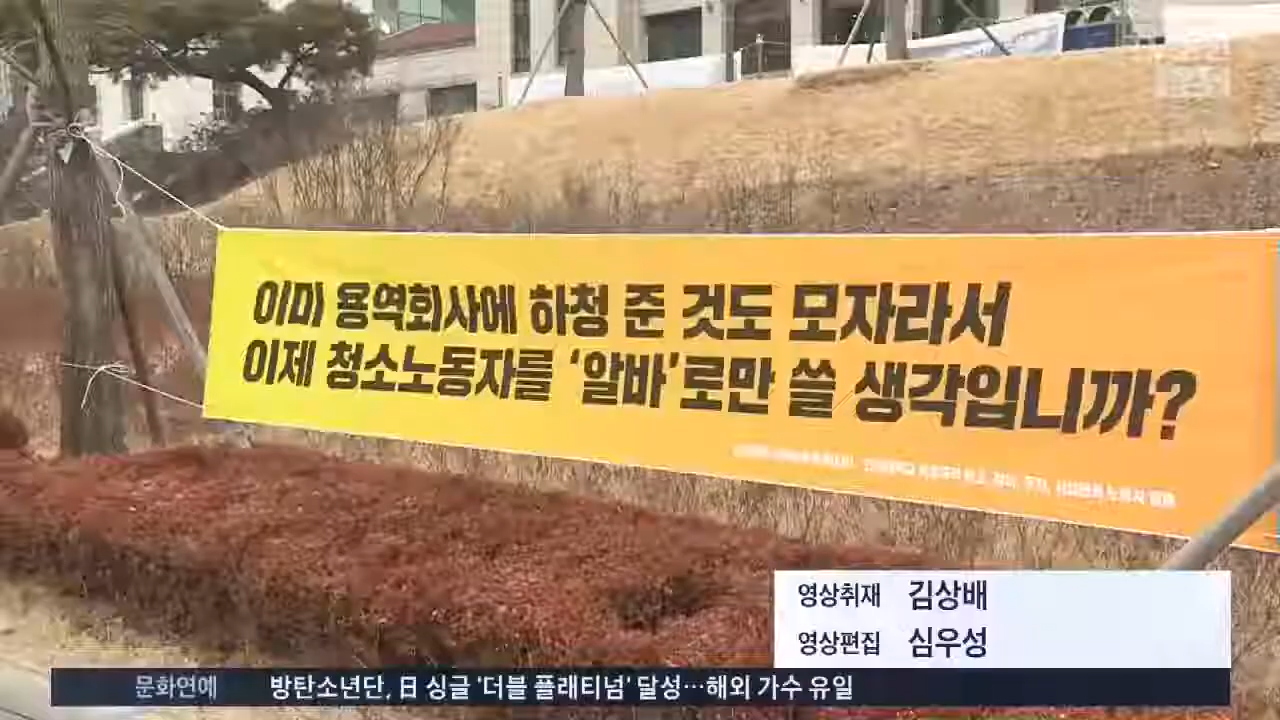 이미 용역회사에 하청 준 것도 모자라서
이제 청소노동자를 '알바'로만 쓸 생각입니까?
영상취재 김상배
영상편집 심우성
문화연예 방탄소년단, 日 싱글 '더블 플래티넘' 달성…해외 가수 유일